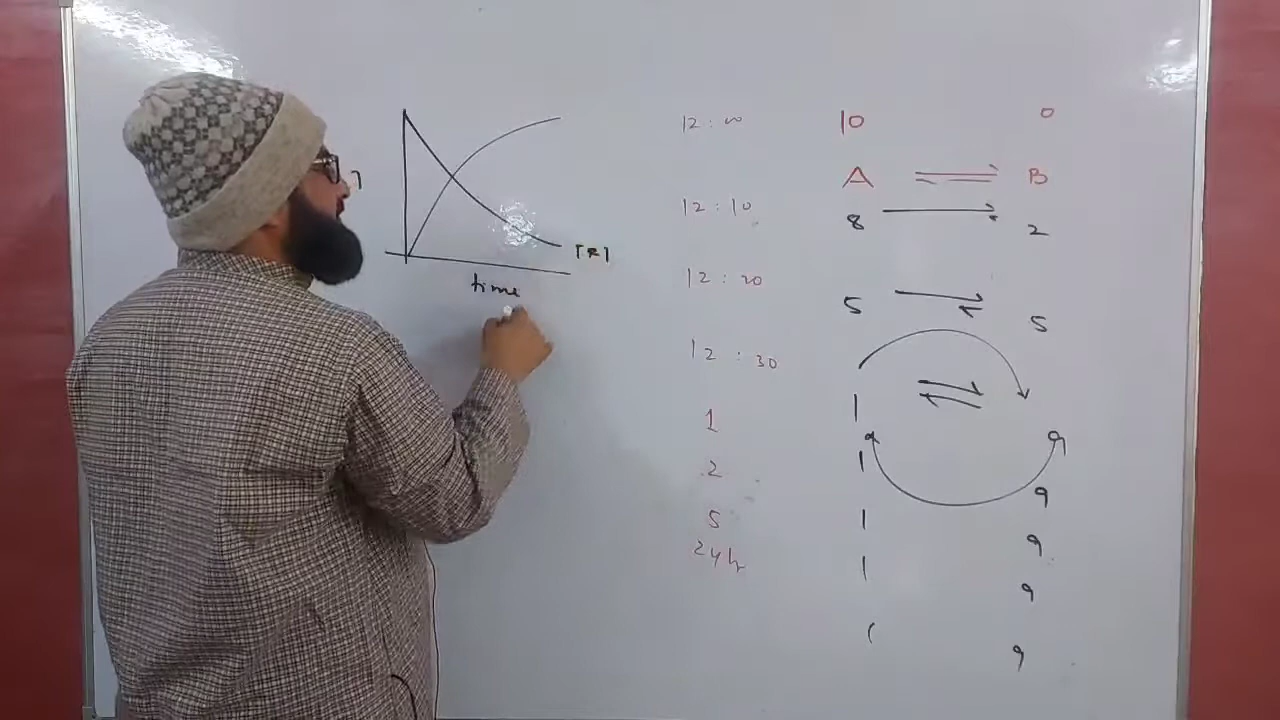 [R]
time
12 : 00 10 0
A ⇌ B
12 : 10 8 → 2
12 : 20 5 5
12 : 30
1 1 9
2 1 9
5 1 9
24h 1 9
9